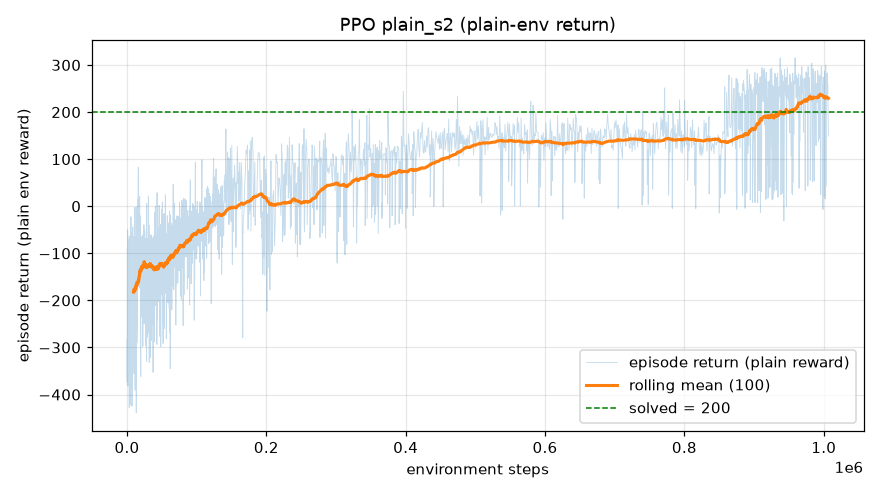 PPO plain_s2 (plain-env return)
episode return (plain env reward)
300
200
100
0
−100
−200
−300
−400
episode return (plain reward)
rolling mean (100)
solved = 200
0.0
0.2
0.4
0.6
0.8
1.0
1e6
environment steps